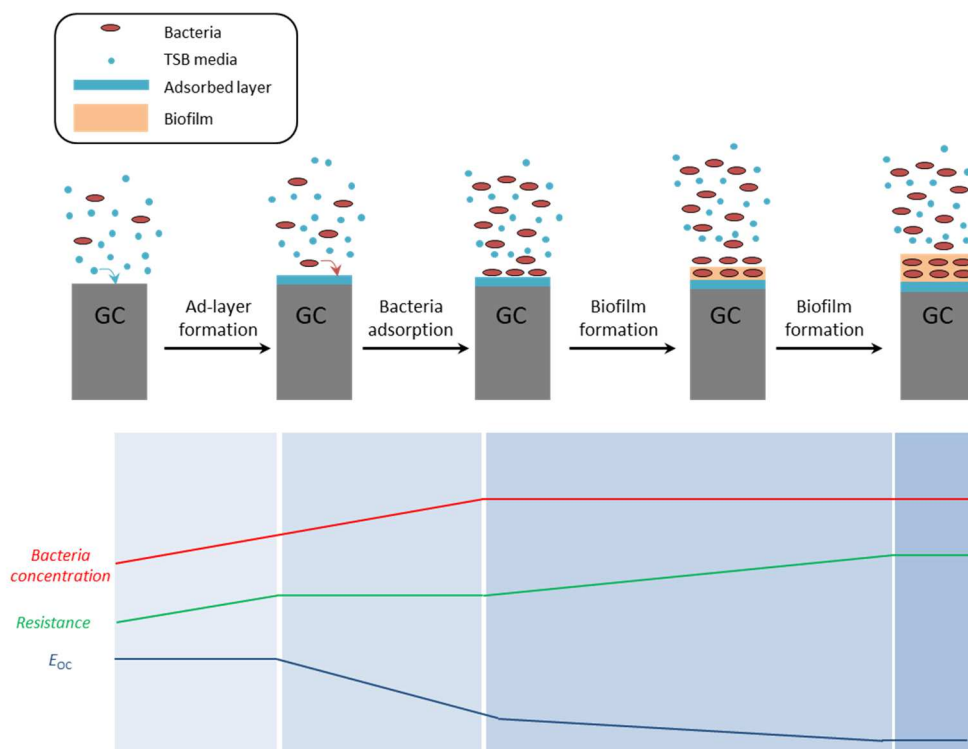 Bacteria
TSB media
Adsorbed layer
Biofilm
GC
GC
GC
GC
GC
Ad-layer
formation
Bacteria
adsorption
Biofilm
formation
Biofilm
formation
Bacteria
concentration
Resistance
EOC